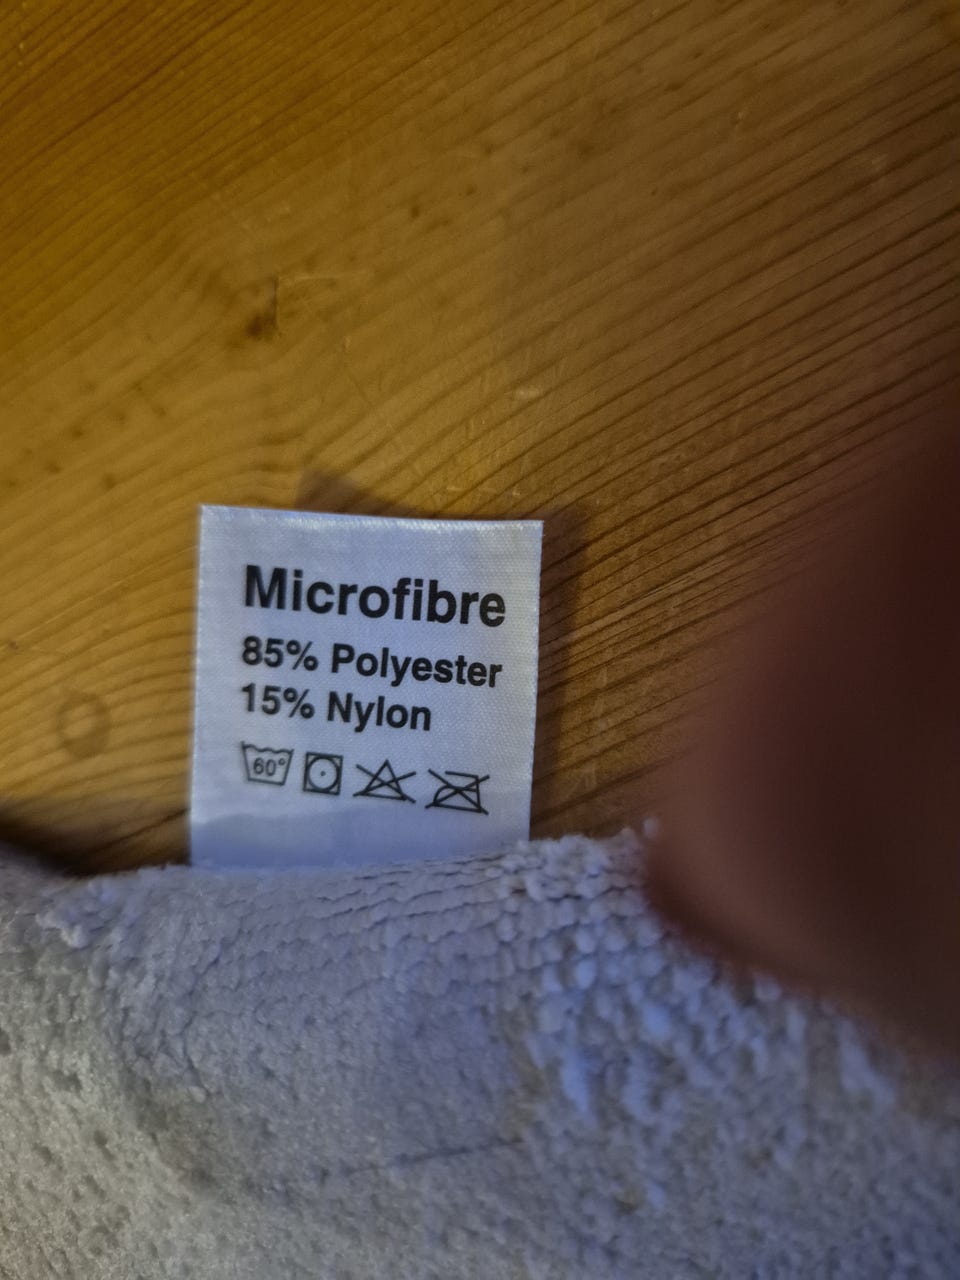 Microfibre
85% Polyester
15% Nylon
60°